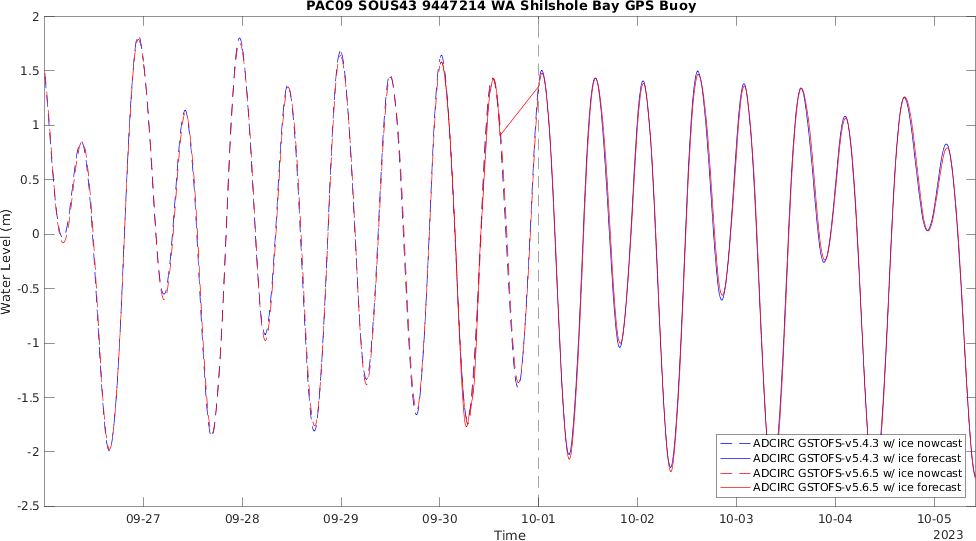 PAC09 SOUS43 9447214 WA Shilshole Bay GPS Buoy
2
1.5
1
0.5
0
-0.5
-1
-1.5
-2
-2.5
Water Level (m)
ADCIRC GSTOFS-v5.4.3 w/ ice nowcast
ADCIRC GSTOFS-v5.4.3 w/ ice forecast
ADCIRC GSTOFS-v5.6.5 w/ ice nowcast
ADCIRC GSTOFS-v5.6.5 w/ ice forecast
09-27 09-28 09-29 09-30 10-01 10-02 10-03 10-04 10-05
Time
2023